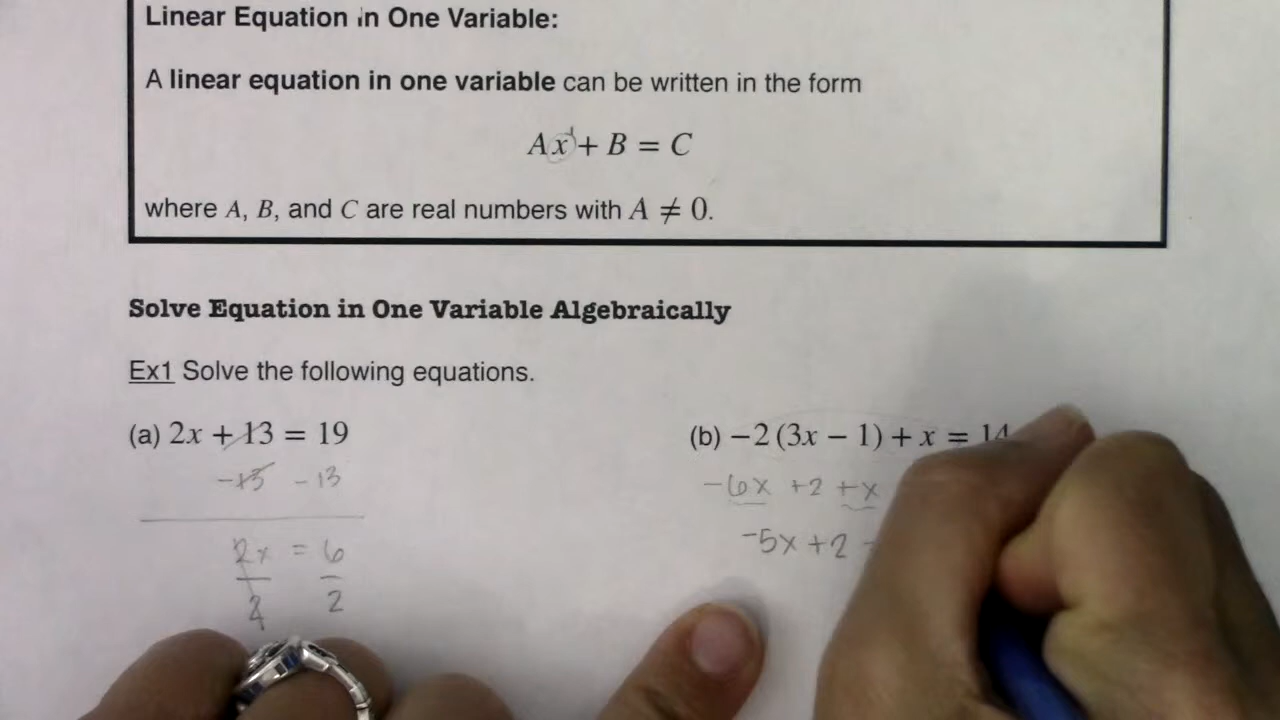 Linear Equation in One Variable:
A linear equation in one variable can be written in the form
Ax¹ + B = C
where A, B, and C are real numbers with A ≠ 0.
Solve Equation in One Variable Algebraically
Ex1 Solve the following equations.
(a) 2x + 13 = 19
-13 -13
2x = 6
2 2
(b) −2(3x − 1) + x = 14
-6x +2 +x
-5x +2